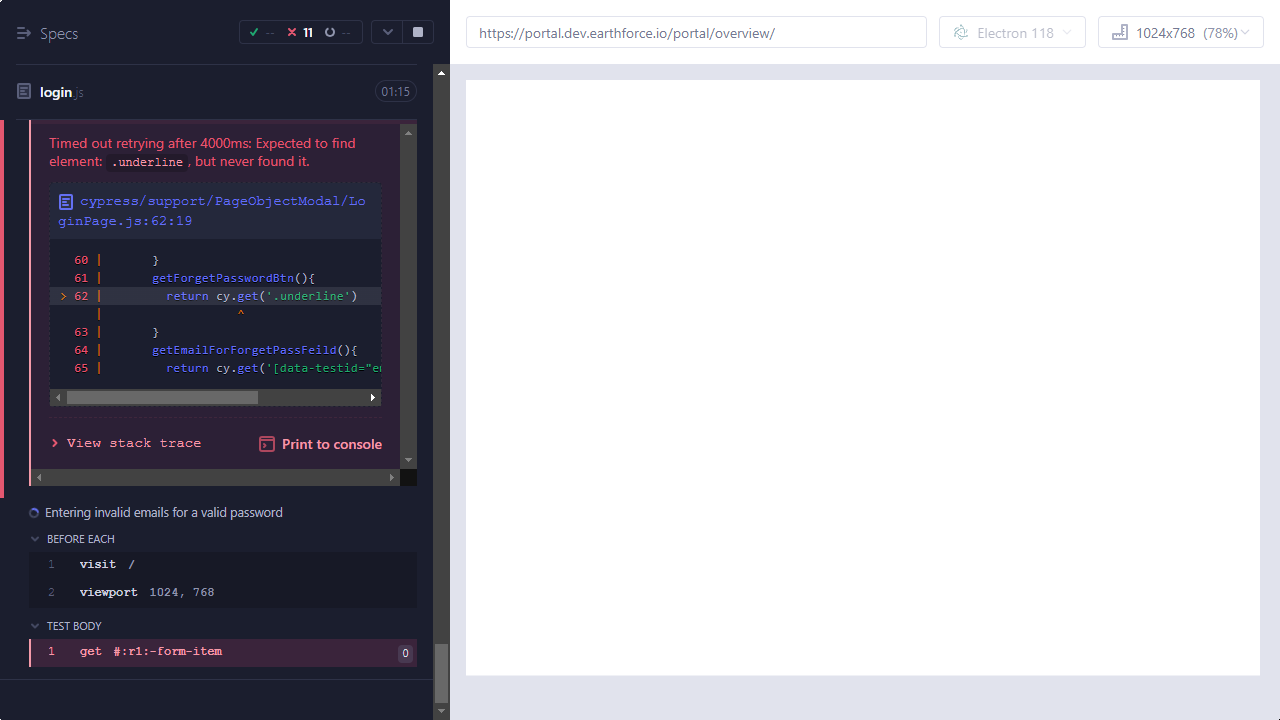 Specs
-- 11 --
https://portal.dev.earthforce.io/portal/overview/
Electron 118
1024x768 (78%)
login.js
01:15
Timed out retrying after 4000ms: Expected to find
element: .underline, but never found it.
cypress/support/PageObjectModal/Lo
ginPage.js:62:19
60 | }
61 | getForgetPasswordBtn(){
> 62 | return cy.get('.underline')
| ^
63 | }
64 | getEmailForForgetPassFeild(){
65 | return cy.get('[data-testid="em
View stack trace
Print to console
Entering invalid emails for a valid password
BEFORE EACH
1 visit /
2 viewport 1024, 768
TEST BODY
1 get #:r1:-form-item 0